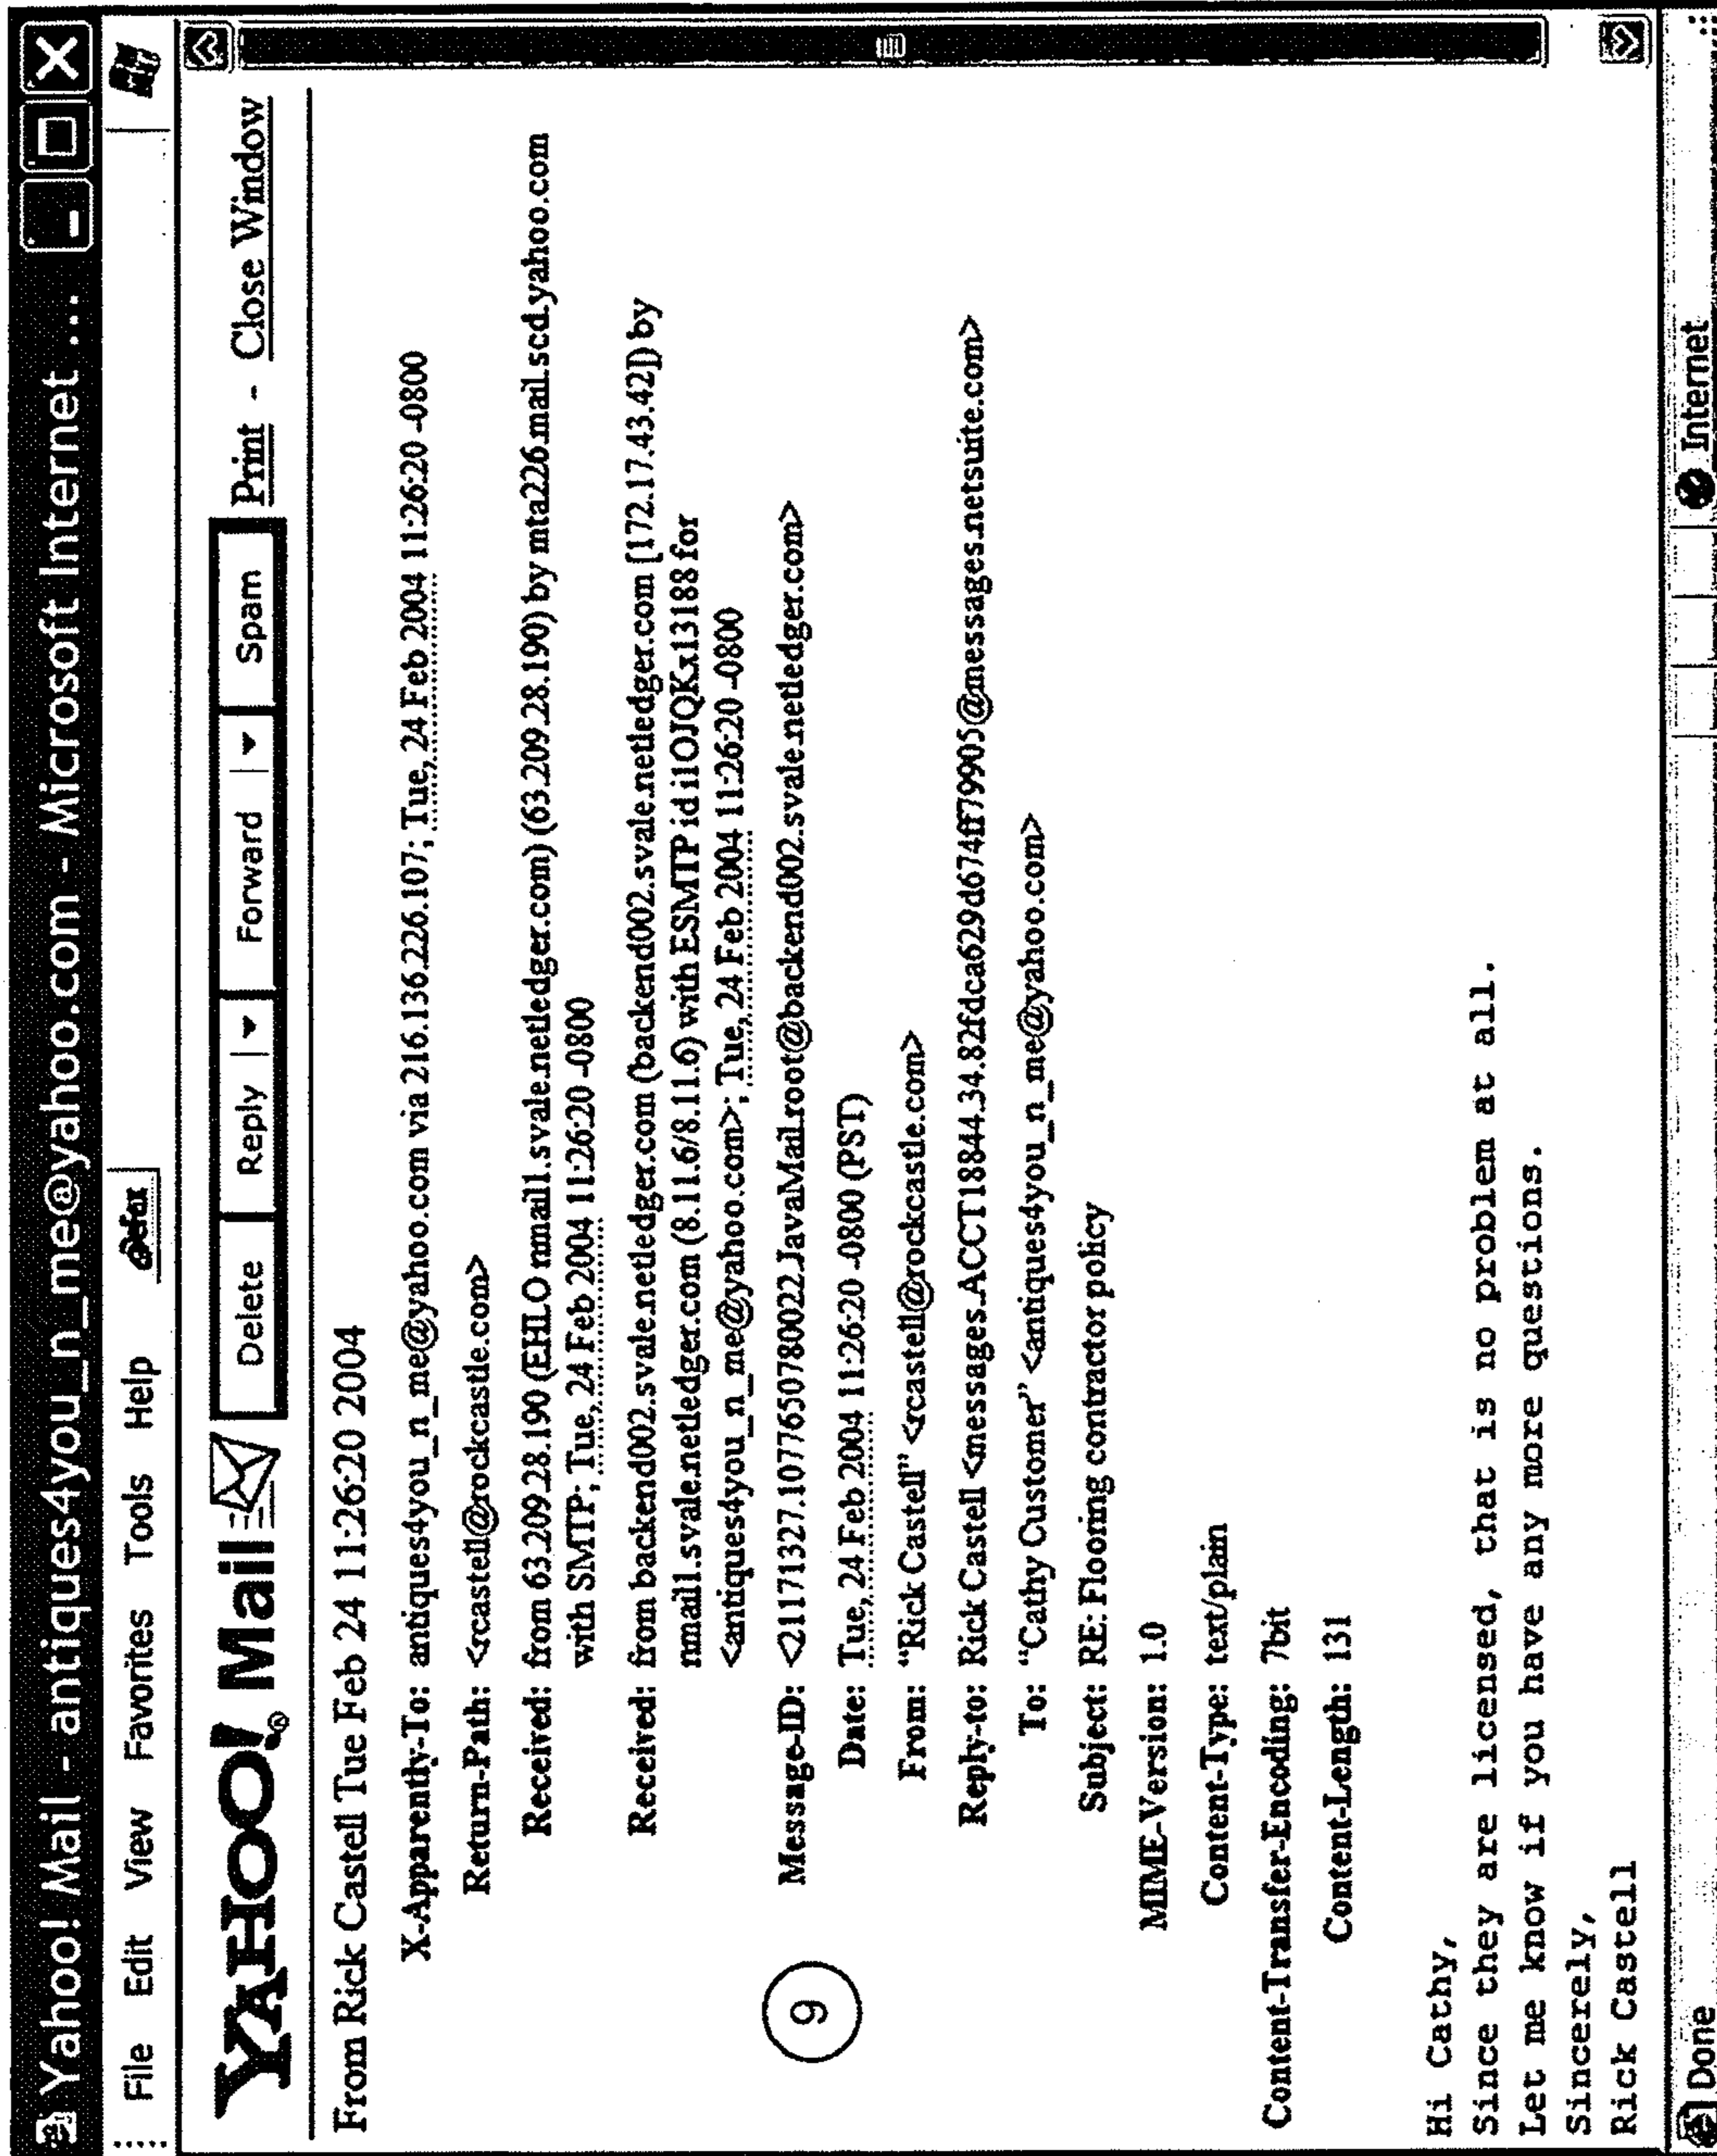 Yahoo! Mail - antiques4you_n_me@yahoo.com - Microsoft Internet ...
File Edit View Favorites Tools Help eFax
YAHOO!® Mail Delete Reply Forward Spam Print - Close Window
From Rick Castell Tue Feb 24 11:26:20 2004
X-Apparently-To: antiques4you_n_me@yahoo.com via 216.136.226.107; Tue, 24 Feb 2004 11:26:20 -0800
Return-Path: <rcastell@rockcastle.com>
Received: from 63.209.28.190 (EHLO nmail1.svale.netledger.com) (63.209.28.190) by mta226.mail.scd.yahoo.com
with SMTP; Tue, 24 Feb 2004 11:26:20 -0800
Received: from backend002.svale.netledger.com (backend002.svale.netledger.com [172.17.43.42]) by
nmail1.svale.netledger.com (8.11.6/8.11.6) with ESMTP id i1OJQKx13188 for
<antiques4you_n_me@yahoo.com>; Tue, 24 Feb 2004 11:26:20 -0800
9
Message-ID: <21171327.1077650780022.JavaMail.root@backend002.svale.netledger.com>
Date: Tue, 24 Feb 2004 11:26:20 -0800 (PST)
From: "Rick Castell" <rcastell@rockcastle.com>
Reply-to: Rick Castell <messages.ACCT18844.34.82fdca629d674ff79905@messages.netsuite.com>
To: "Cathy Customer" <antiques4you_n_me@yahoo.com>
Subject: RE: Flooring contractor policy
MIME-Version: 1.0
Content-Type: text/plain
Content-Transfer-Encoding: 7bit
Content-Length: 131
Hi Cathy,
Since they are licensed, that is no problem at all.
Let me know if you have any more questions.
Sincerely,
Rick Castell
Done Internet